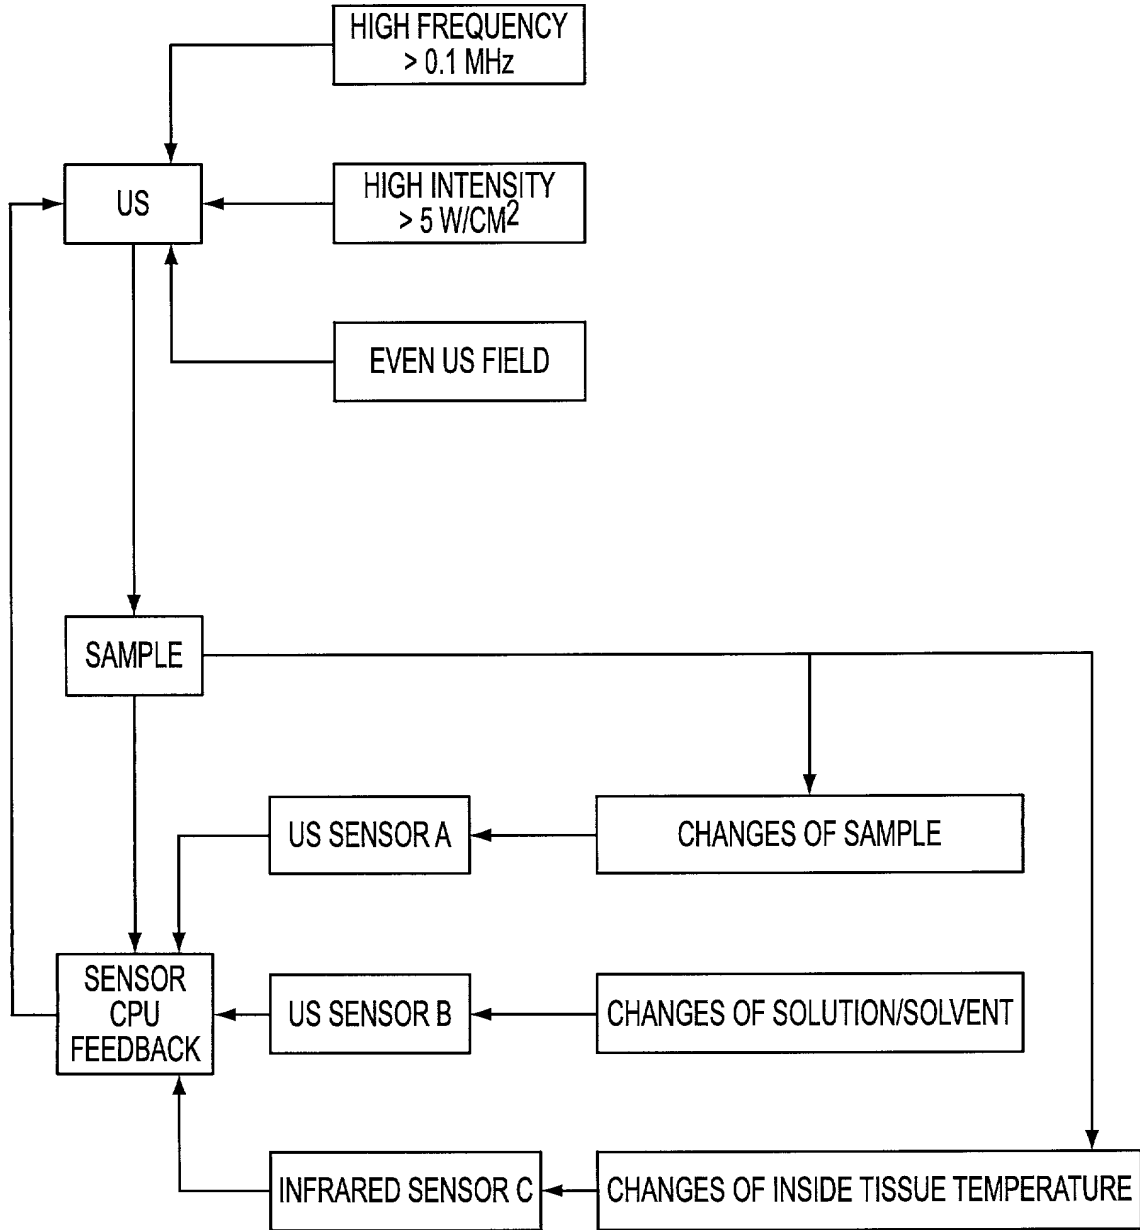 HIGH FREQUENCY
> 0.1 MHz
US
HIGH INTENSITY
> 5 W/CM²
EVEN US FIELD
SAMPLE
US SENSOR A
CHANGES OF SAMPLE
SENSOR
CPU
FEEDBACK
US SENSOR B
CHANGES OF SOLUTION/SOLVENT
INFRARED SENSOR C
CHANGES OF INSIDE TISSUE TEMPERATURE